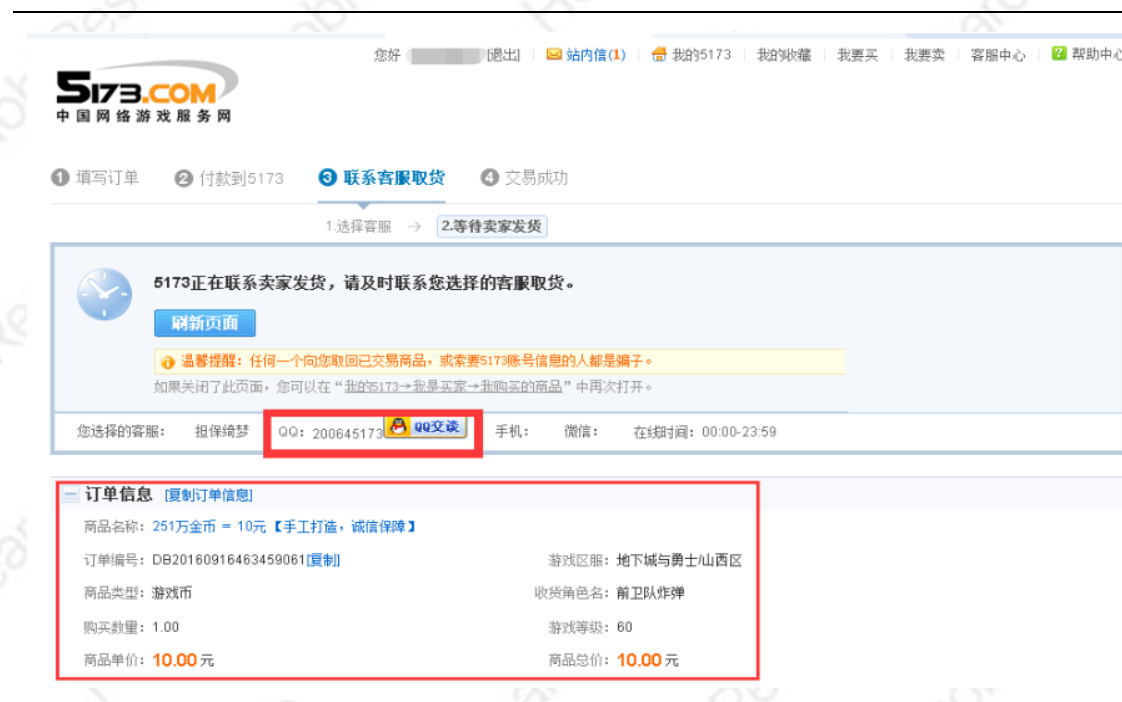 您好 [退出] 站内信(1) 我的5173 我的收藏 我要买 我要卖 客服中心 帮助中心
5173.COM
中国网络游戏服务网
1 填写订单 2 付款到5173 3 联系客服取货 4 交易成功
1.选择客服 → 2.等待卖家发货
5173正在联系卖家发货，请及时联系您选择的客服取货。
刷新页面
温馨提醒：任何一个向您取回已交易商品，或索要5173账号信息的人都是骗子。
如果关闭了此页面，您可以在“我的5173→我是买家→我购买的商品”中再次打开。
您选择的客服： 担保绮梦 QQ：200645173 QQ交谈 手机： 微信： 在线时间：00:00-23:59
订单信息 [复制订单信息]
商品名称：251万金币 = 10元【手工打造，诚信保障】
订单编号：DB20160916463459061[复制] 游戏区服：地下城与勇士/山西区
商品类型：游戏币 收货角色名：前卫队炸弹
购买数量：1.00 游戏等级：60
商品单价：10.00 元 商品总价：10.00 元